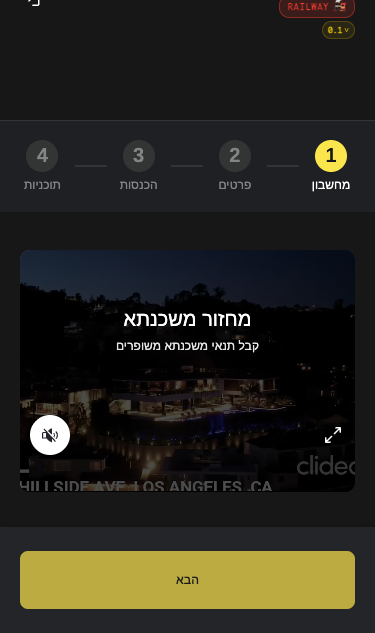 RAILWAY
0.1
1
2
3
4
מחשבון
פרטים
הכנסות
תוכניות
מחזור משכנתא
קבל תנאי משכנתא משופרים
clideo
HILLSIDE AVE, LOS ANGELES ,CA
הבא